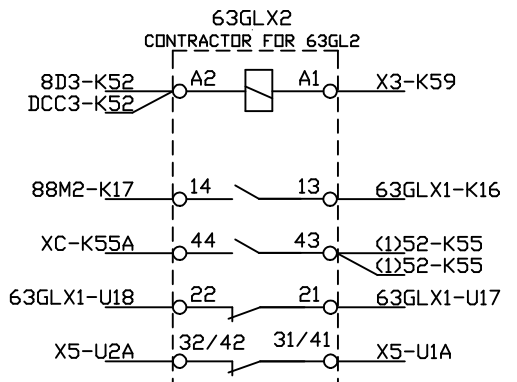 63GLX2
CONTRACTOR FOR 63GL2
8D3-K52 A2 A1 X3-K59
DCC3-K52
88M2-K17 14 13 63GLX1-K16
XC-K55A 44 43 (1)52-K55
(1)52-K55
63GLX1-U18 22 21 63GLX1-U17
X5-U2A 32/42 31/41 X5-U1A